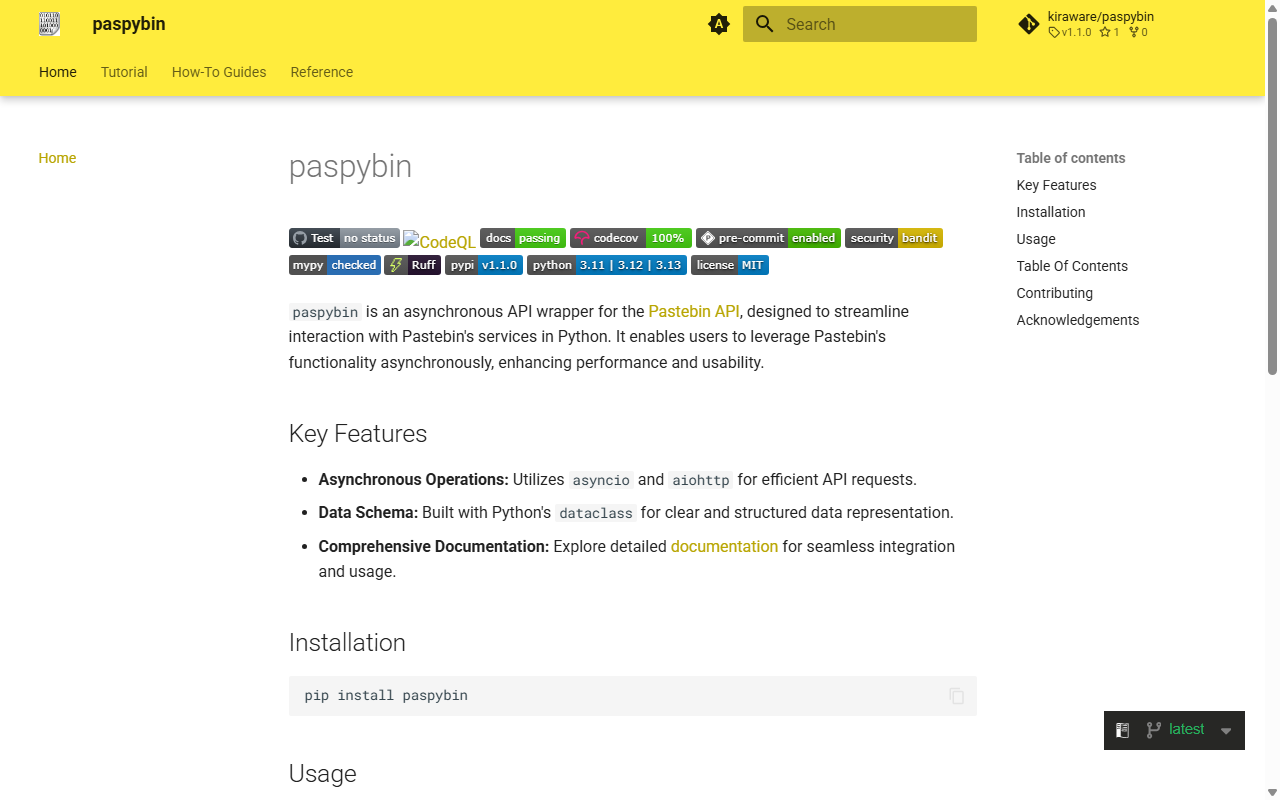 paspybin
A
Search
kiraware/paspybin
v1.1.0 1 0
Home Tutorial How-To Guides Reference
Home
paspybin
Test no status CodeQL docs passing codecov 100% pre-commit enabled security bandit
mypy checked Ruff pypi v1.1.0 python 3.11 | 3.12 | 3.13 license MIT
paspybin is an asynchronous API wrapper for the Pastebin API, designed to streamline
interaction with Pastebin's services in Python. It enables users to leverage Pastebin's
functionality asynchronously, enhancing performance and usability.
Key Features
• Asynchronous Operations: Utilizes asyncio and aiohttp for efficient API requests.
• Data Schema: Built with Python's dataclass for clear and structured data representation.
• Comprehensive Documentation: Explore detailed documentation for seamless integration
and usage.
Installation
pip install paspybin
Usage
Table of contents
Key Features
Installation
Usage
Table Of Contents
Contributing
Acknowledgements
latest